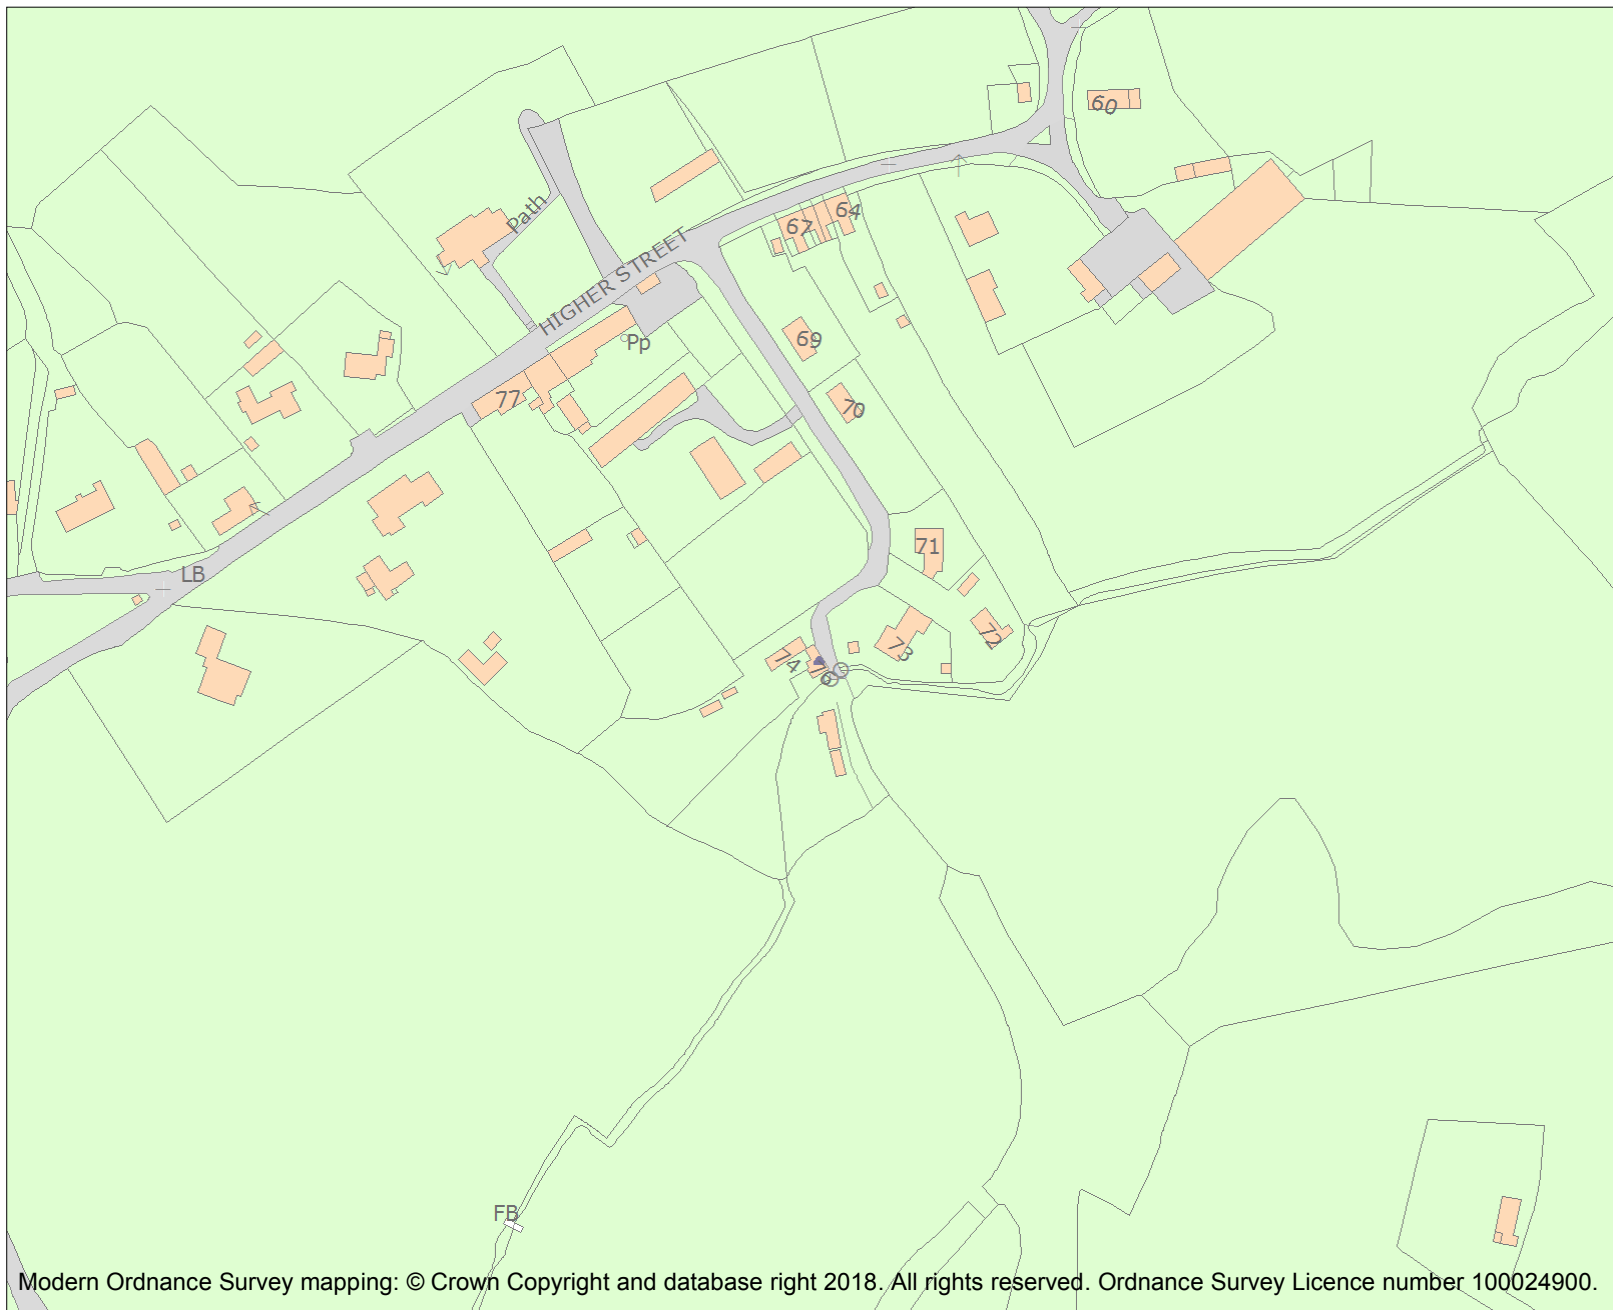 60
Path
64
67
HIGHER STREET
69
Pp
77
70
71
LB
72
73
74
76
FB
Modern Ordnance Survey mapping: © Crown Copyright and database right 2018. All rights reserved. Ordnance Survey Licence number 100024900.